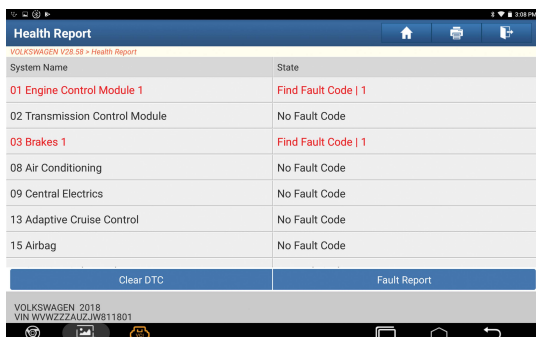 3:08 PM
Health Report
VOLKSWAGEN V28.58 > Health Report
System Name State
01 Engine Control Module 1 Find Fault Code | 1
02 Transmission Control Module No Fault Code
03 Brakes 1 Find Fault Code | 1
08 Air Conditioning No Fault Code
09 Central Electrics No Fault Code
13 Adaptive Cruise Control No Fault Code
15 Airbag No Fault Code
Clear DTC Fault Report
VOLKSWAGEN 2018
VIN WVWZZZAUZJW811801
VCI